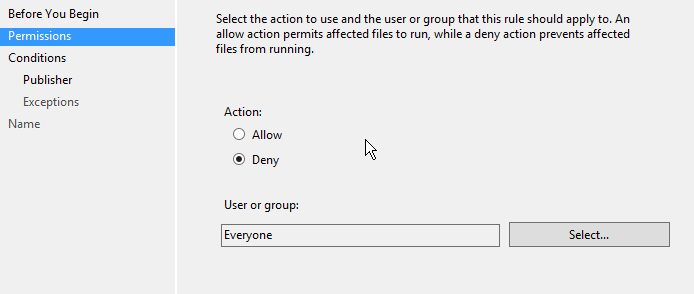 Before You Begin
Permissions
Conditions
Publisher
Exceptions
Name
Select the action to use and the user or group that this rule should apply to. An
allow action permits affected files to run, while a deny action prevents affected
files from running.
Action:
Allow
Deny
User or group:
Everyone
Select...